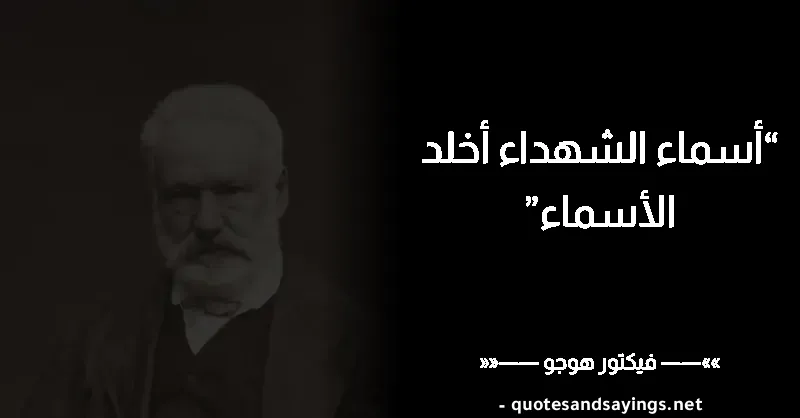 “أسماء الشهداء أخلد
الأسماء”
»»—— فيكتور هوجو ——««
- quotesandsayings.net